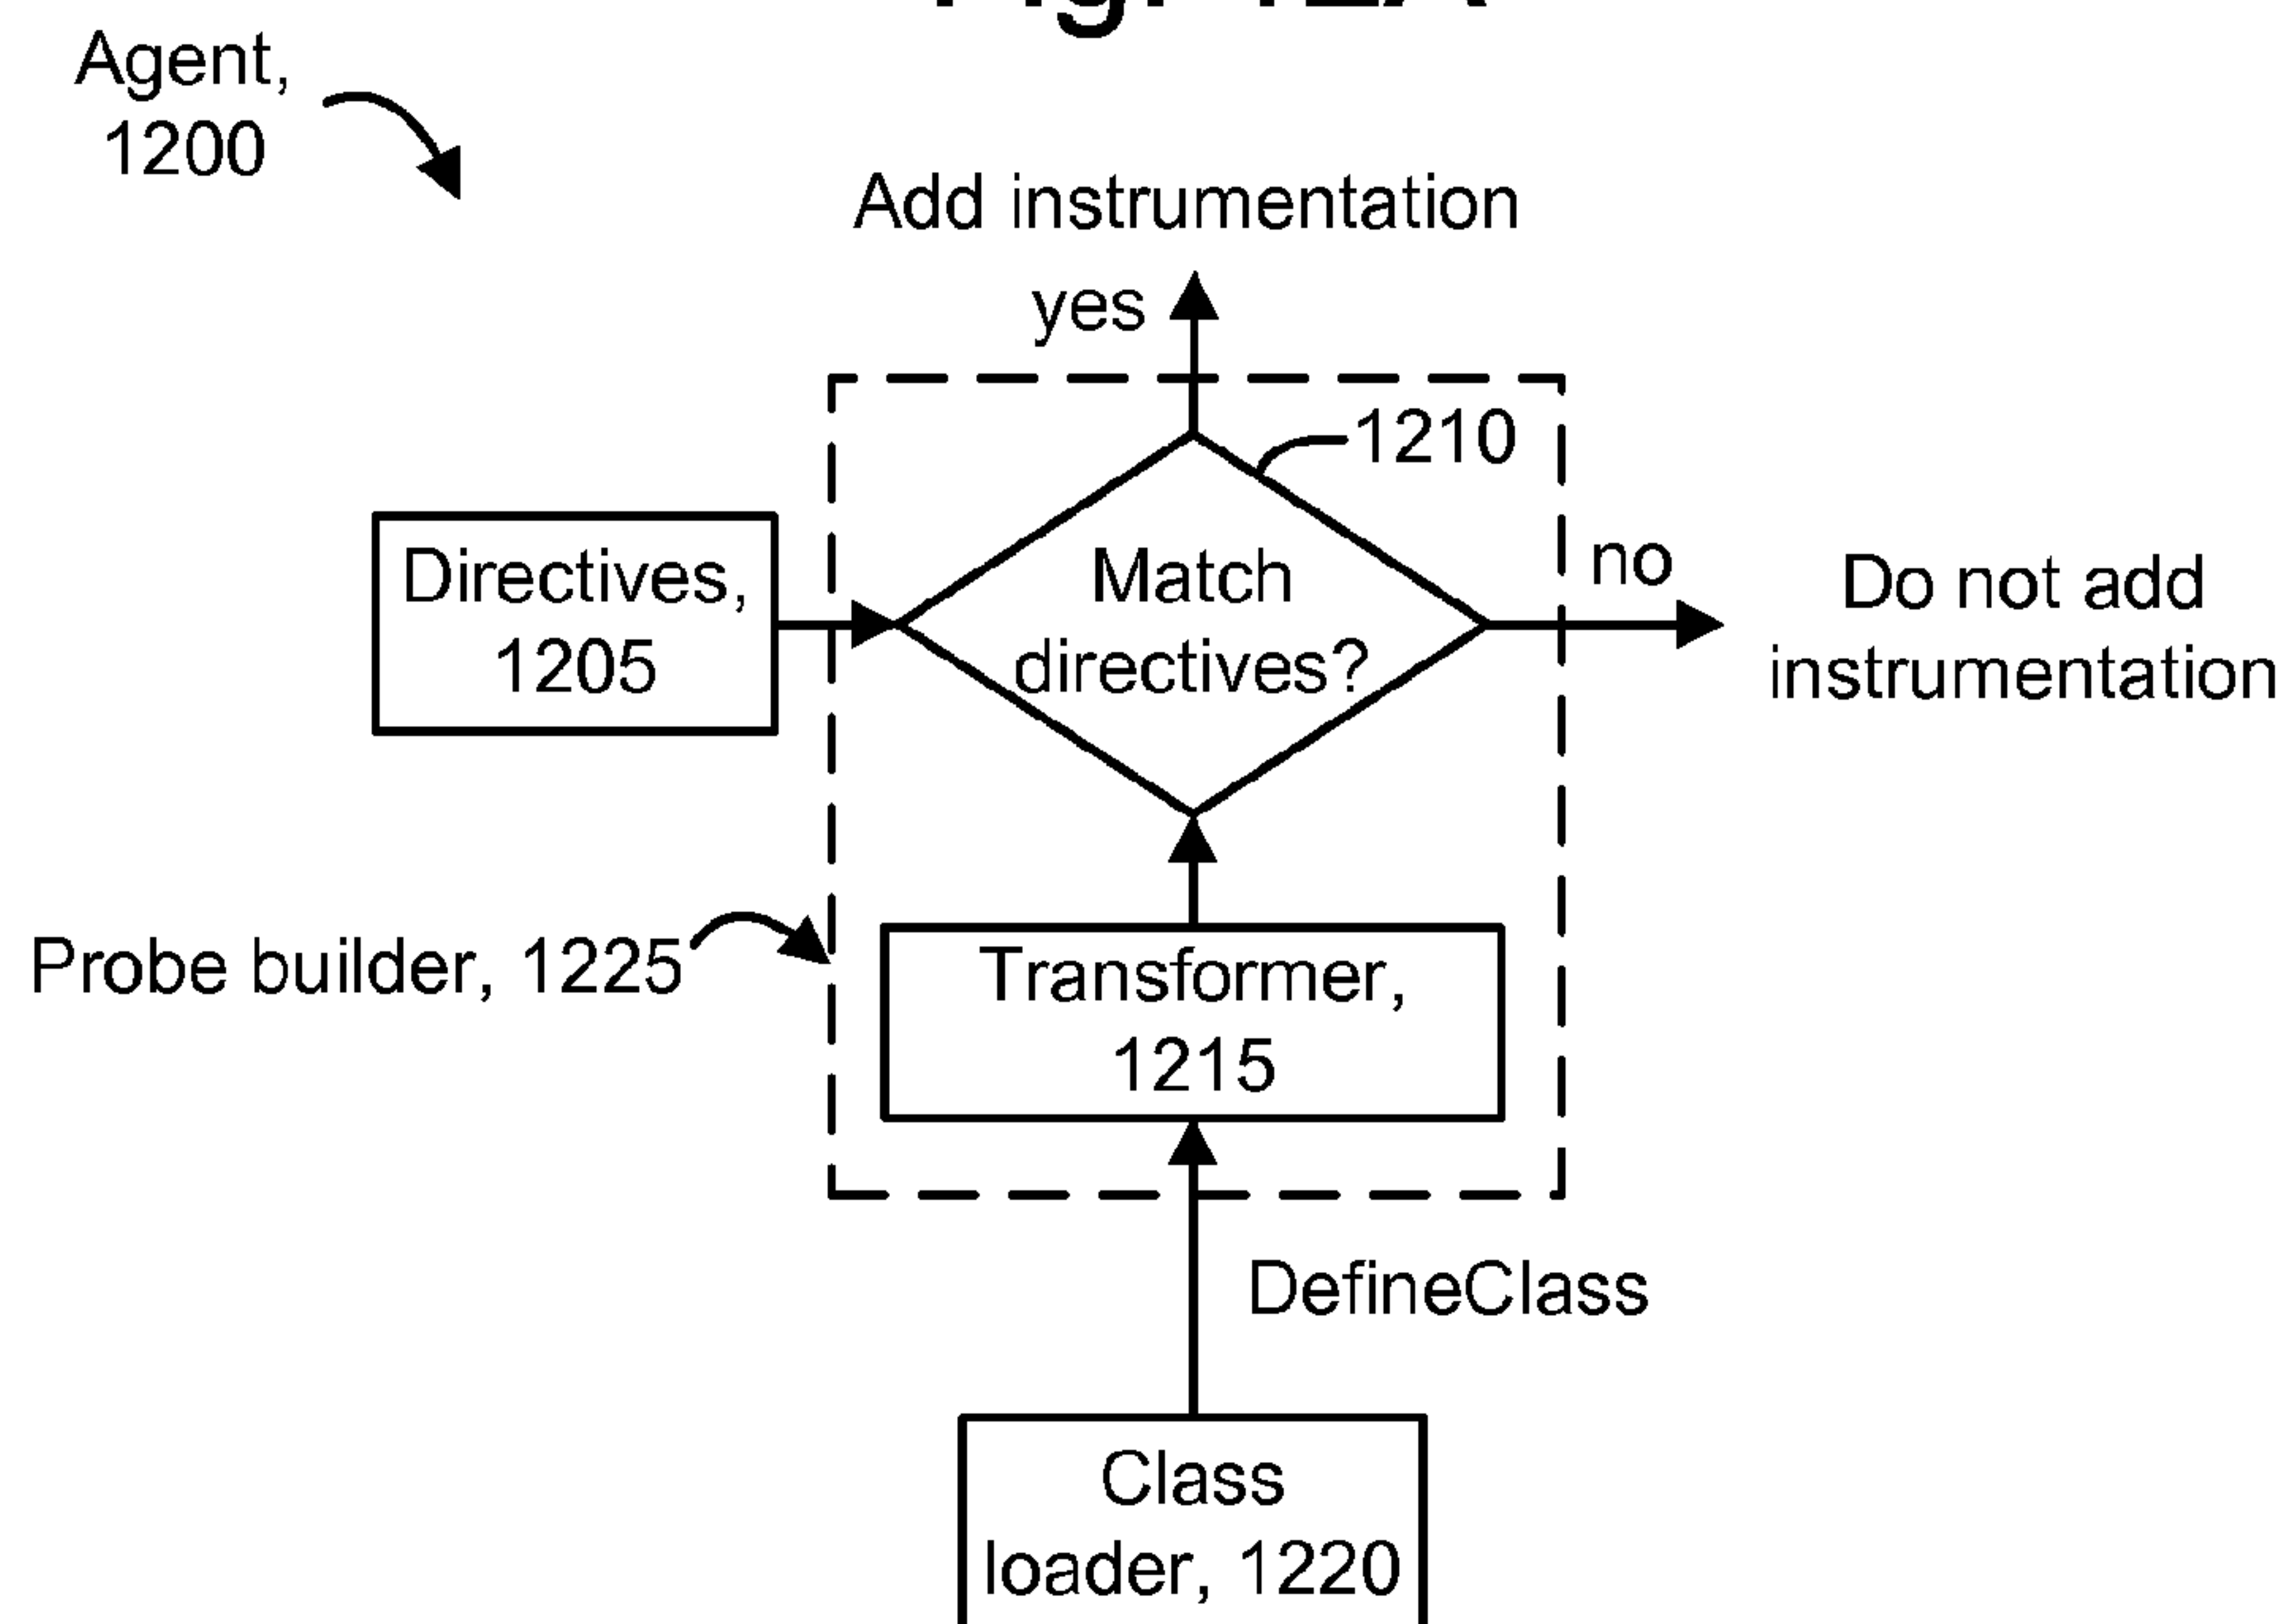 Agent,
1200
Add instrumentation
yes
1210
Directives,
1205
Match
directives?
no
Do not add
instrumentation
Probe builder, 1225
Transformer,
1215
DefineClass
Class
loader, 1220